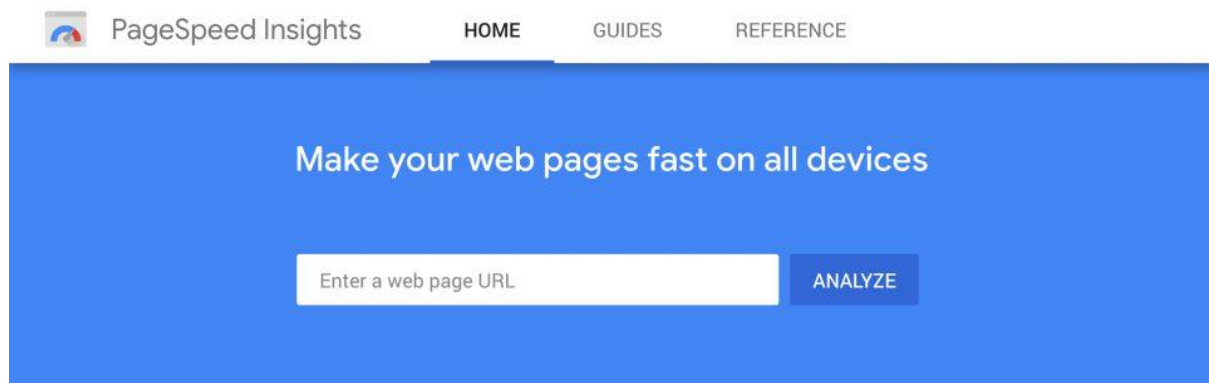 PageSpeed Insights HOME GUIDES REFERENCE
Make your web pages fast on all devices
Enter a web page URL ANALYZE